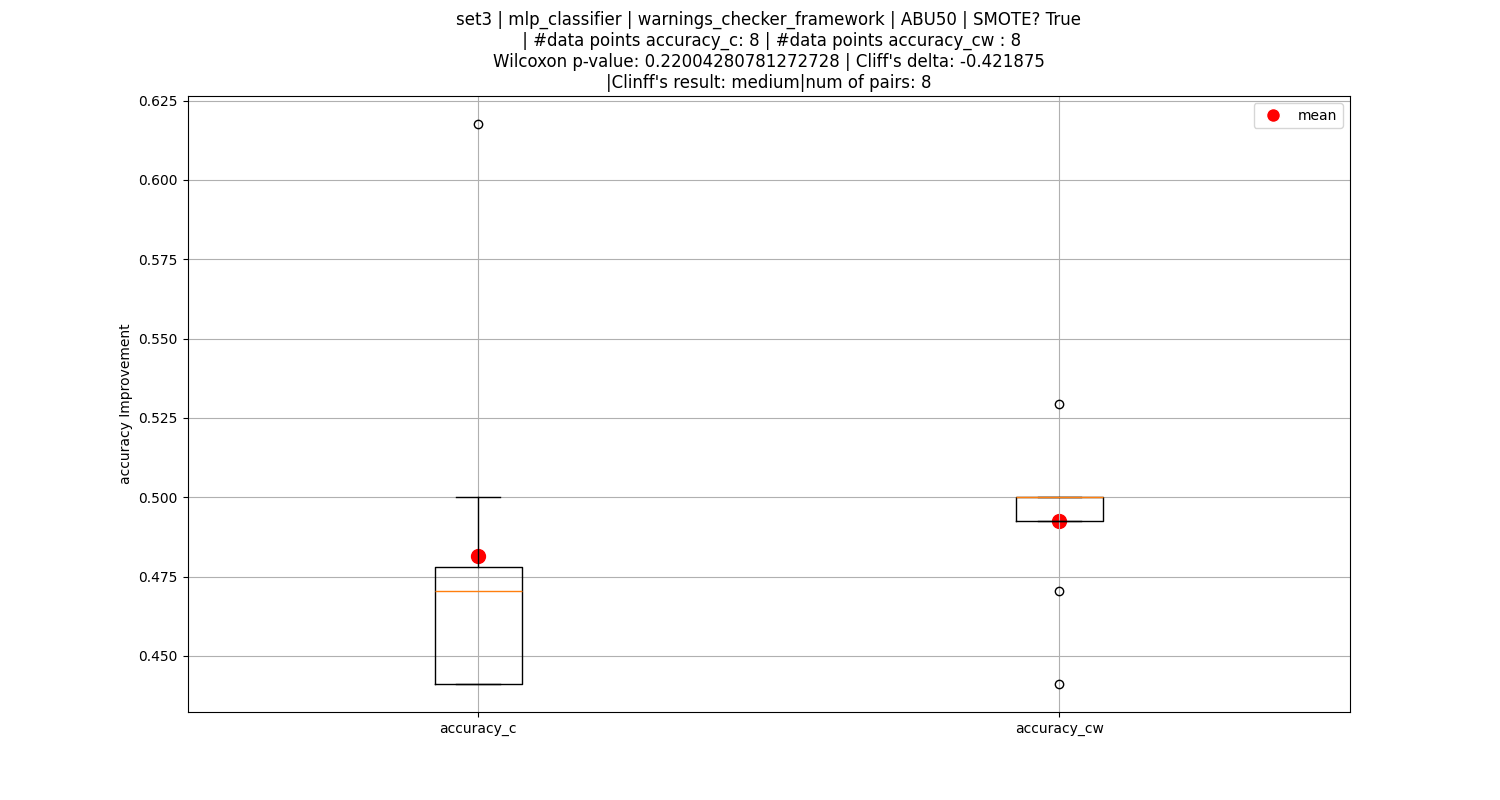 set3 | mlp_classifier | warnings_checker_framework | ABU50 | SMOTE? True
| #data points accuracy_c: 8 | #data points accuracy_cw : 8
Wilcoxon p-value: 0.22004280781272728 | Cliff's delta: -0.421875
|Clinff's result: medium|num of pairs: 8
mean
0.625
0.600
0.575
0.550
0.525
0.500
0.475
0.450
accuracy Improvement
accuracy_c
accuracy_cw